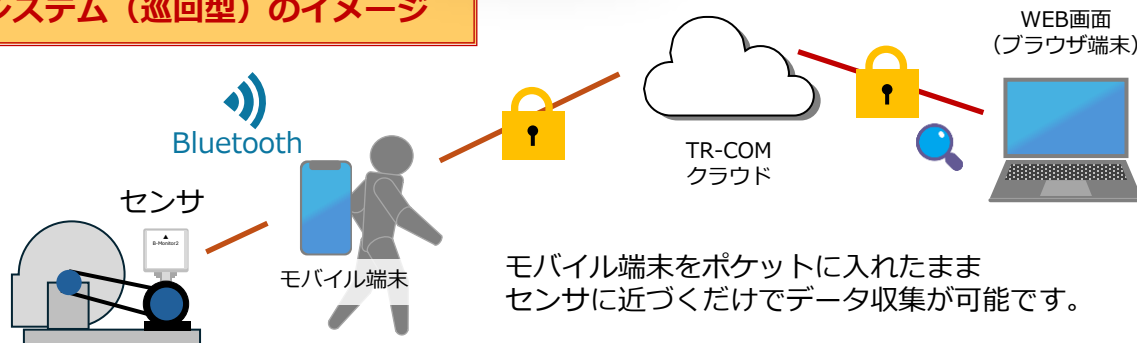 システム（巡回型）のイメージ
WEB画面
（ブラウザ端末）
Bluetooth
TR-COM
クラウド
センサ
B-Monitor2
モバイル端末
モバイル端末をポケットに入れたまま
センサに近づくだけでデータ収集が可能です。